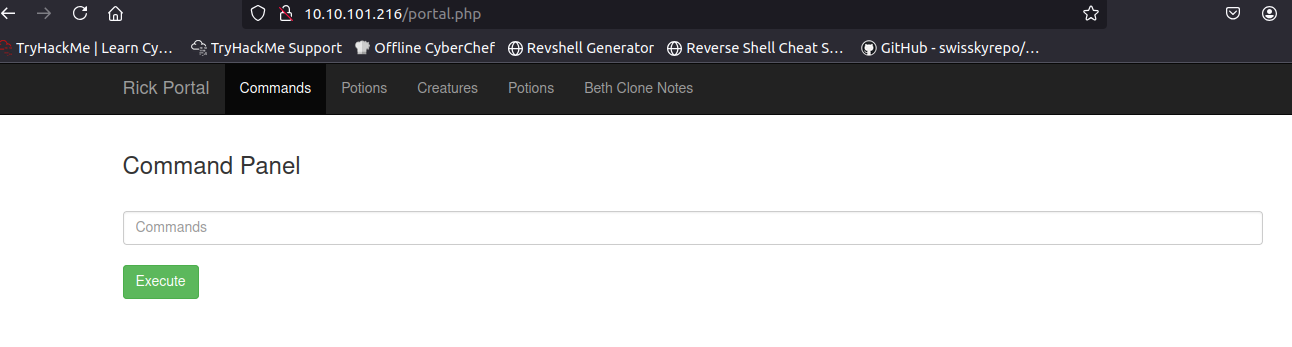 10.10.101.216/portal.php
TryHackMe | Learn Cy… TryHackMe Support Offline CyberChef Revshell Generator Reverse Shell Cheat S… GitHub - swisskyrepo/…
Rick Portal Commands Potions Creatures Potions Beth Clone Notes
Command Panel
Commands
Execute